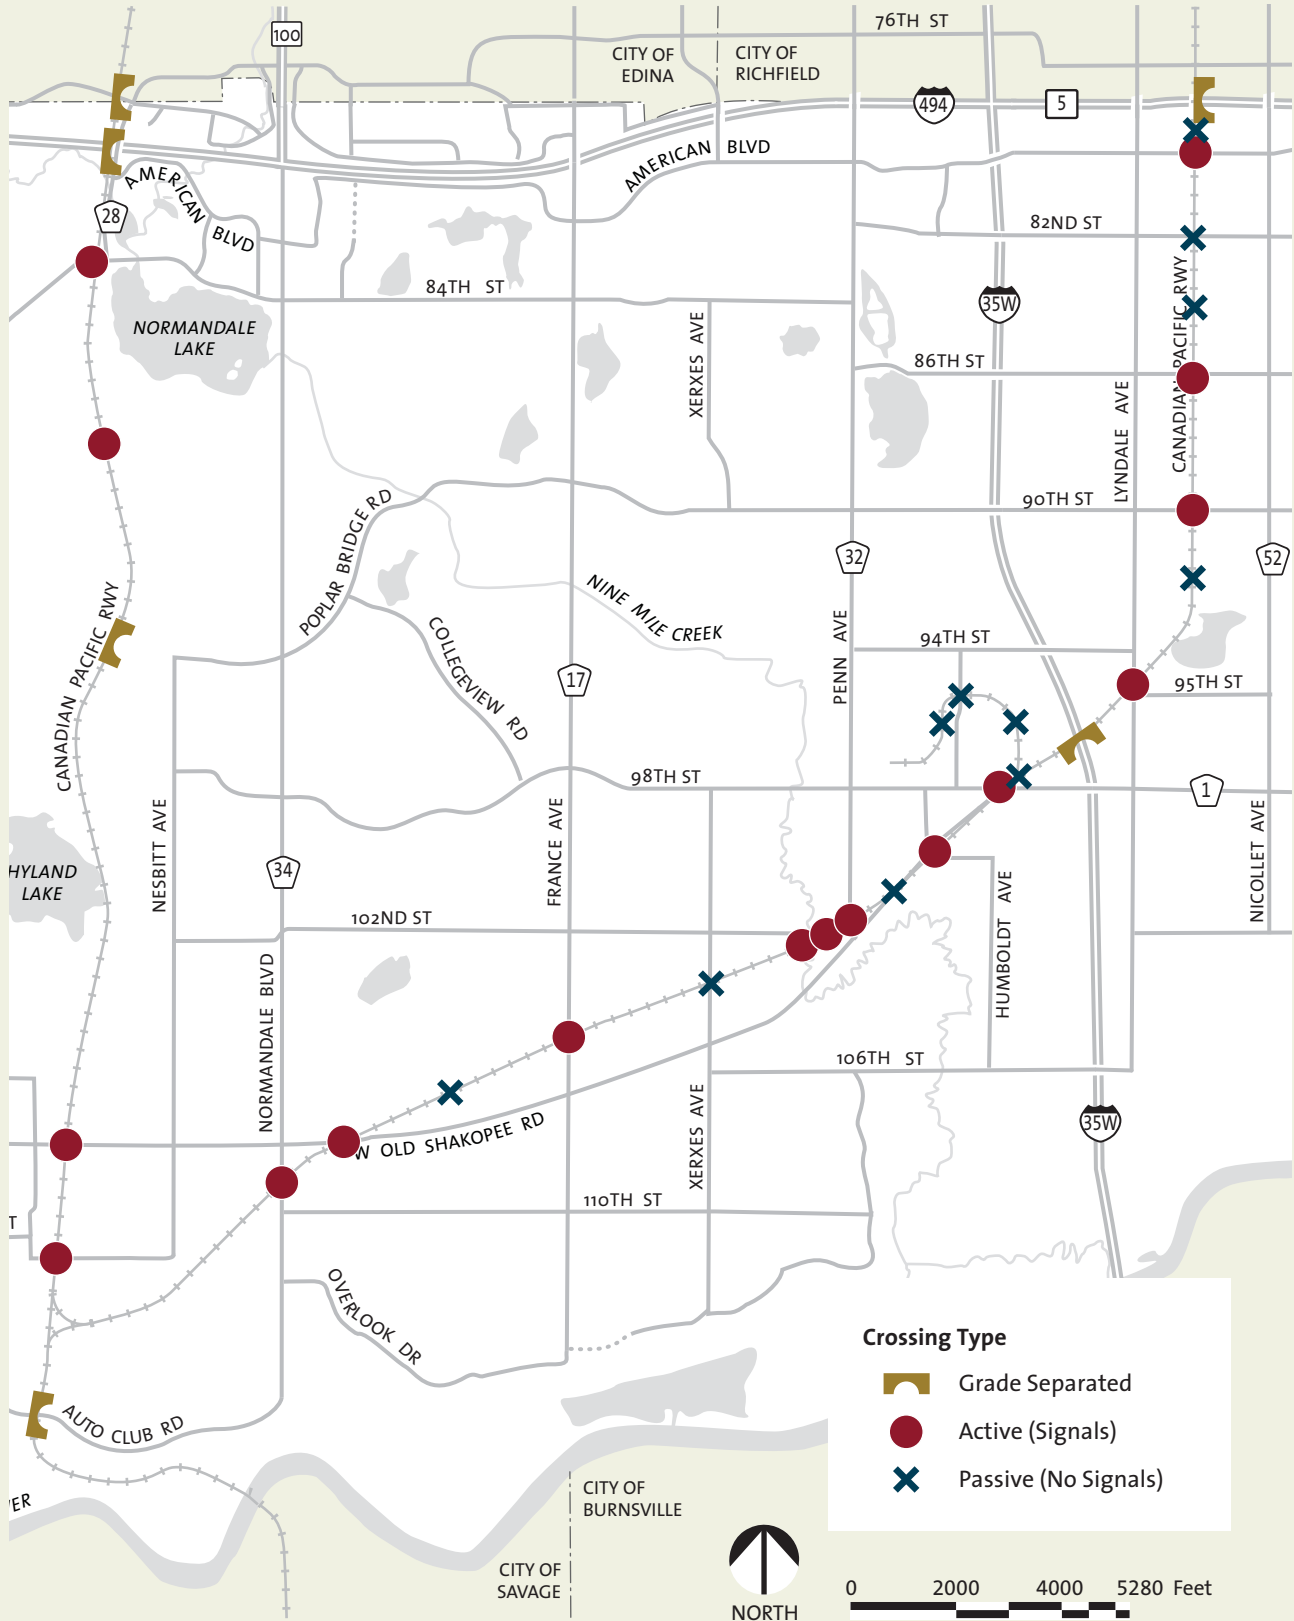 76TH ST
100
CITY OF
EDINA
CITY OF
RICHFIELD
494
5
AMERICAN BLVD
AMERICAN BLVD
28
82ND ST
84TH ST
35W
NORMANDALE
LAKE
XERXES AVE
86TH ST
CANADIAN PACIFIC RWY
LYNDALE AVE
90TH ST
POPLAR BRIDGE RD
32
52
NINE MILE CREEK
CANADIAN PACIFIC RWY
COLLEGEVIEW RD
PENN AVE
94TH ST
17
95TH ST
98TH ST
1
NESBITT AVE
FRANCE AVE
NICOLLET AVE
HYLAND
LAKE
34
HUMBOLDT AVE
102ND ST
NORMANDALE BLVD
106TH ST
XERXES AVE
W OLD SHAKOPEE RD
35W
110TH ST
T
OVERLOOK DR
Crossing Type
Grade Separated
AUTO CLUB RD
Active (Signals)
Passive (No Signals)
VER
CITY OF
BURNSVILLE
CITY OF
SAVAGE
NORTH
0 2000 4000 5280 Feet